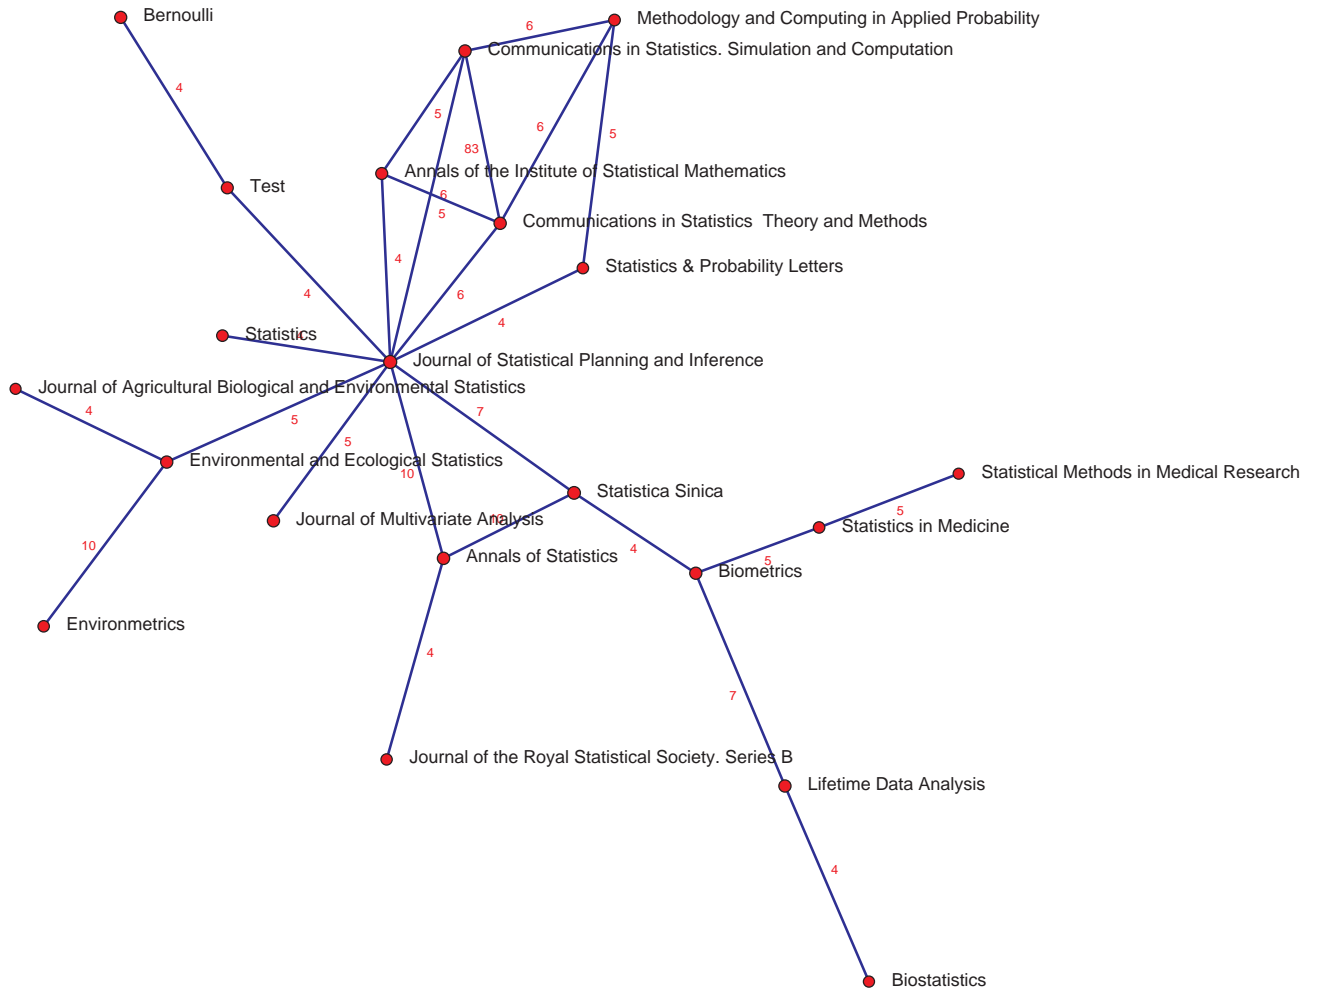 Bernoulli
6
Methodology and Computing in Applied Probability
Communications in Statistics. Simulation and Computation
4
5
6
5
83
Annals of the Institute of Statistical Mathematics
Test
6
5
Communications in Statistics  Theory and Methods
4
Statistics & Probability Letters
4
6
4
Statistics
Journal of Statistical Planning and Inference
Journal of Agricultural Biological and Environmental Statistics
4
5
7
5
Environmental and Ecological Statistics
10
Statistical Methods in Medical Research
Statistica Sinica
5
Journal of Multivariate Analysis
Statistics in Medicine
10
4
Annals of Statistics
5
Biometrics
Environmetrics
4
7
Journal of the Royal Statistical Society. Series B
Lifetime Data Analysis
4
Biostatistics